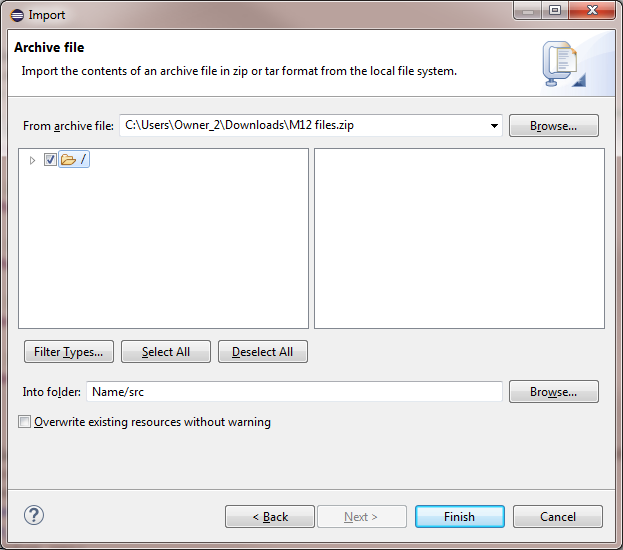 Import
Archive file
Import the contents of an archive file in zip or tar format from the local file system.
From archive file: C:\Users\Owner_2\Downloads\M12 files.zip Browse...
/
Filter Types... Select All Deselect All
Into folder: Name/src Browse...
Overwrite existing resources without warning
? < Back Next > Finish Cancel